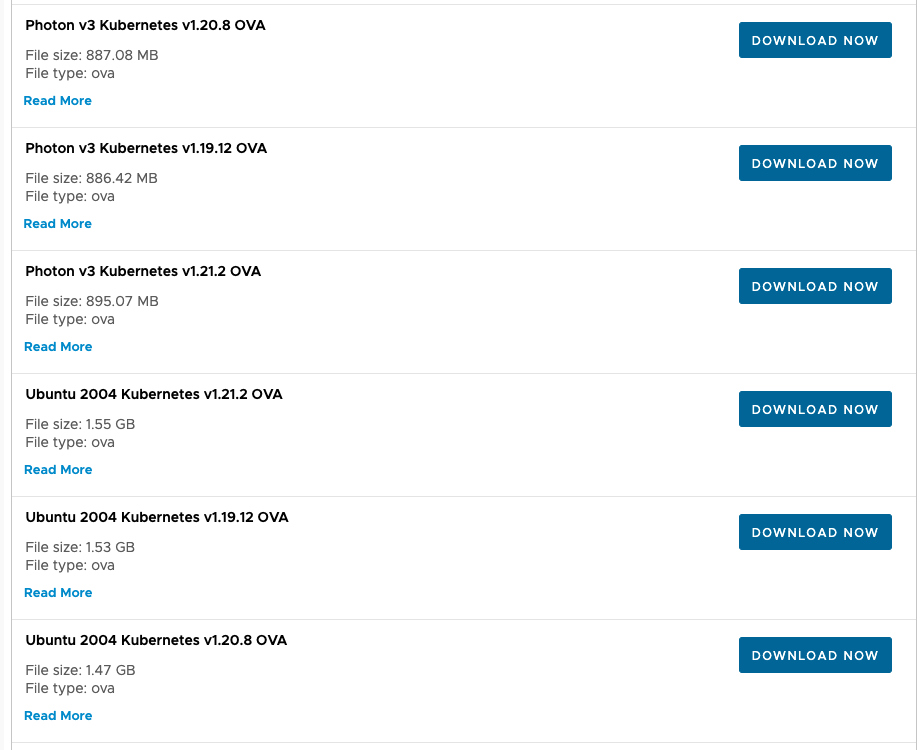 Photon v3 Kubernetes v1.20.8 OVA
DOWNLOAD NOW
File size: 887.08 MB
File type: ova
Read More
Photon v3 Kubernetes v1.19.12 OVA
DOWNLOAD NOW
File size: 886.42 MB
File type: ova
Read More
Photon v3 Kubernetes v1.21.2 OVA
DOWNLOAD NOW
File size: 895.07 MB
File type: ova
Read More
Ubuntu 2004 Kubernetes v1.21.2 OVA
DOWNLOAD NOW
File size: 1.55 GB
File type: ova
Read More
Ubuntu 2004 Kubernetes v1.19.12 OVA
DOWNLOAD NOW
File size: 1.53 GB
File type: ova
Read More
Ubuntu 2004 Kubernetes v1.20.8 OVA
DOWNLOAD NOW
File size: 1.47 GB
File type: ova
Read More